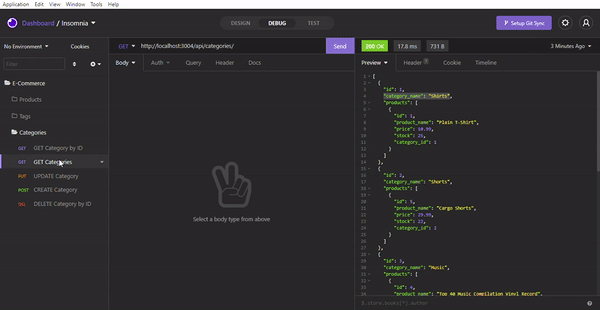 Application Edit View Window Tools Help
Dashboard / Insomnia
DESIGN DEBUG TEST
Setup Git Sync
No Environment Cookies
GET http://localhost:3004/api/categories/ Send
200 OK 17.8 ms 731 B 3 Minutes Ago
Filter
Body Auth Query Header Docs
Preview Header Cookie Timeline
E-Commerce
Products
Tags
Categories
GET GET Category by ID
GET GET Categories
PUT UPDATE Category
POST CREATE Category
DEL DELETE Category by ID
Select a body type from above
1 [
2 {
3 "id": 1,
4 "category_name": "Shorts",
5 "products": [
6 {
7 "id": 1,
8 "product_name": "Plain T-Shirt",
9 "price": 14.99,
10 "stock": 25,
11 "category_id": 1
12 }
13 ]
14 },
15 {
16 "id": 2,
17 "category_name": "Shorts",
18 "products": [
19 {
20 "id": 5,
21 "product_name": "Cargo Shorts",
22 "price": 29.99,
23 "stock": 22,
24 "category_id": 2
25 }
26 ]
27 },
28 {
29 "id": 3,
30 "category_name": "Music",
31 "products": [
32 {
33 "id": 4,
34 "product_name": "Top 40 Music Compilation Vinyl Record",
$.store.books[*].author